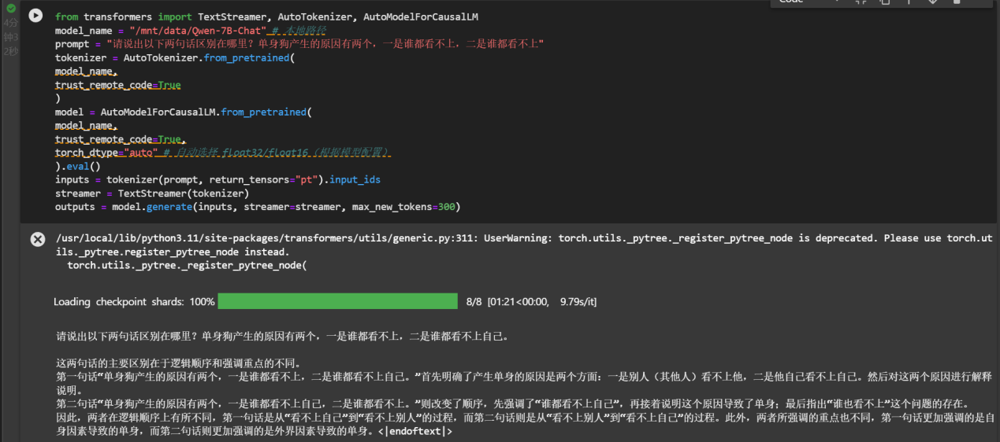 Code
4分
钟3
2秒
from transformers import TextStreamer, AutoTokenizer, AutoModelForCausalLM
model_name = "/mnt/data/Qwen-7B-Chat" # 本地路径
prompt = "请说出以下两句话区别在哪里？单身狗产生的原因有两个，一是谁都看不上，二是谁都看不上"
tokenizer = AutoTokenizer.from_pretrained(
model_name,
trust_remote_code=True
)
model = AutoModelForCausalLM.from_pretrained(
model_name,
trust_remote_code=True,
torch_dtype="auto" # 自动选择 float32/float16（根据模型配置）
).eval()
inputs = tokenizer(prompt, return_tensors="pt").input_ids
streamer = TextStreamer(tokenizer)
outputs = model.generate(inputs, streamer=streamer, max_new_tokens=300)
/usr/local/lib/python3.11/site-packages/transformers/utils/generic.py:311: UserWarning: torch.utils._pytree._register_pytree_node is deprecated. Please use torch.ut
ils._pytree.register_pytree_node instead.
torch.utils._pytree._register_pytree_node(
Loading checkpoint shards: 100% 8/8 [01:21<00:00, 9.79s/it]
请说出以下两句话区别在哪里？单身狗产生的原因有两个，一是谁都看不上，二是谁都看不上自己。
这两句话的主要区别在于逻辑顺序和强调重点的不同。
第一句话“单身狗产生的原因有两个，一是谁都看不上，二是谁都看不上自己。”首先明确了产生单身的原因是两个方面：一是别人（其他人）看不上他，二是他自己看不上自己。然后对这两个原因进行解释
说明。
第二句话“单身狗产生的原因有两个，一是谁都看不上自己，二是谁都看不上。”则改变了顺序，先强调了“谁都看不上自己”，再接着说明这个原因导致了单身；最后指出“谁也看不上”这个问题的存在。
因此，两者在逻辑顺序上有所不同，第一句话是从“看不上自己”到“看不上别人”的过程，而第二句话则是从“看不上别人”到“看不上自己”的过程。此外，两者所强调的重点也不同，第一句话更加强调的是自
身因素导致的单身，而第二句话则更加强调的是外界因素导致的单身。<|endoftext|>